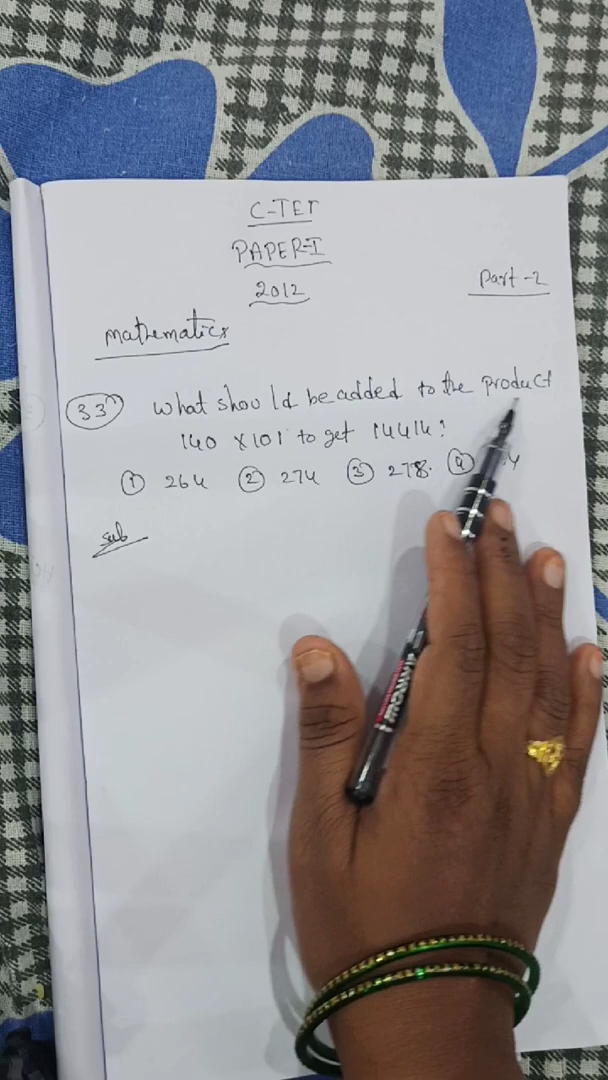 C-TET
PAPER-I
2012
Part-2
Mathematics
33 What should be added to the product
140 x101 to get 14414?
① 264 ② 274 ③ 278. ④
Sub